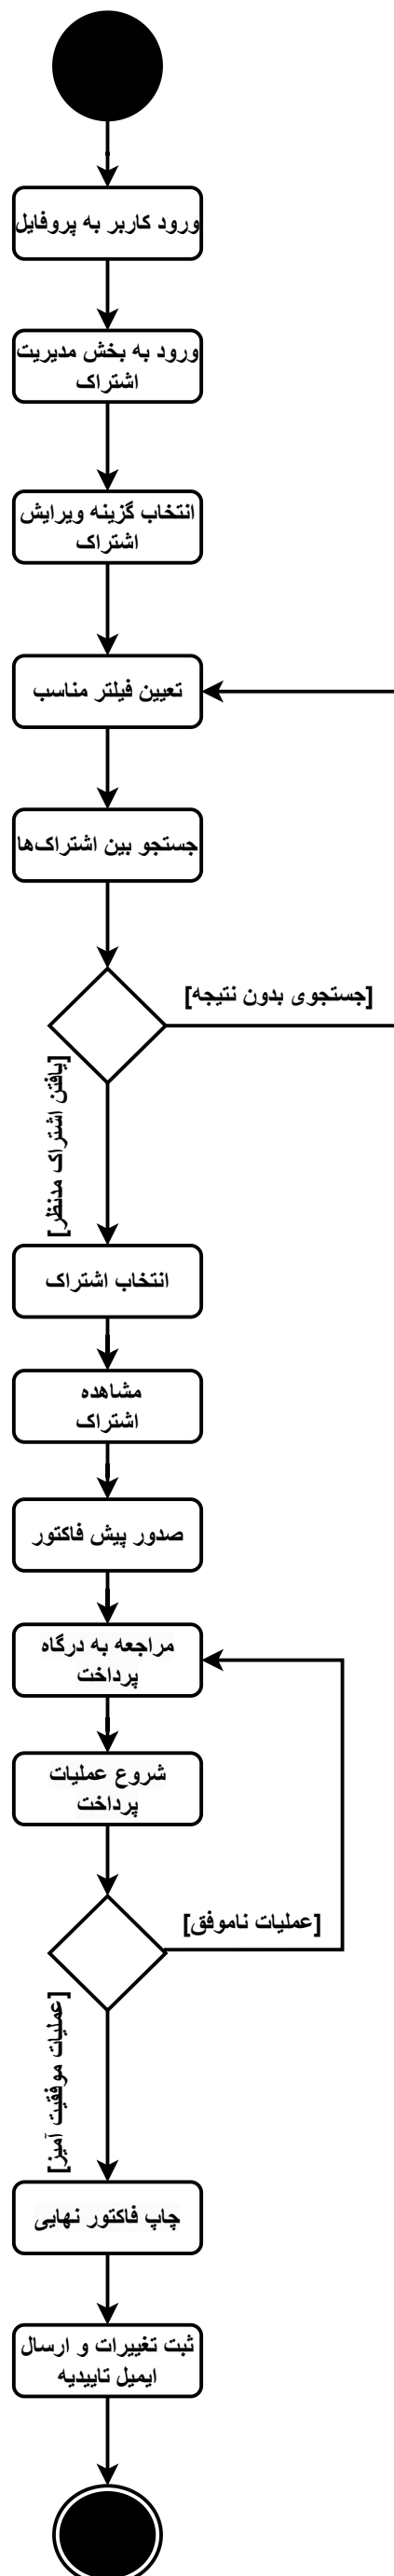 ورود کاربر به پروفایل
ورود به بخش مدیریت
اشتراک
انتخاب گزینه ویرایش
اشتراک
تعیین فیلتر مناسب
جستجو بین اشتراک‌ها
[جستجوی بدون نتیجه]
[یافتن اشتراک مدنظر]
انتخاب اشتراک
مشاهده
اشتراک
صدور پیش فاکتور
مراجعه به درگاه
پرداخت
شروع عملیات
پرداخت
[عملیات ناموفق]
[عملیات موفقیت آمیز]
چاپ فاکتور نهایی
ثبت تغییرات و ارسال
ایمیل تاییدیه